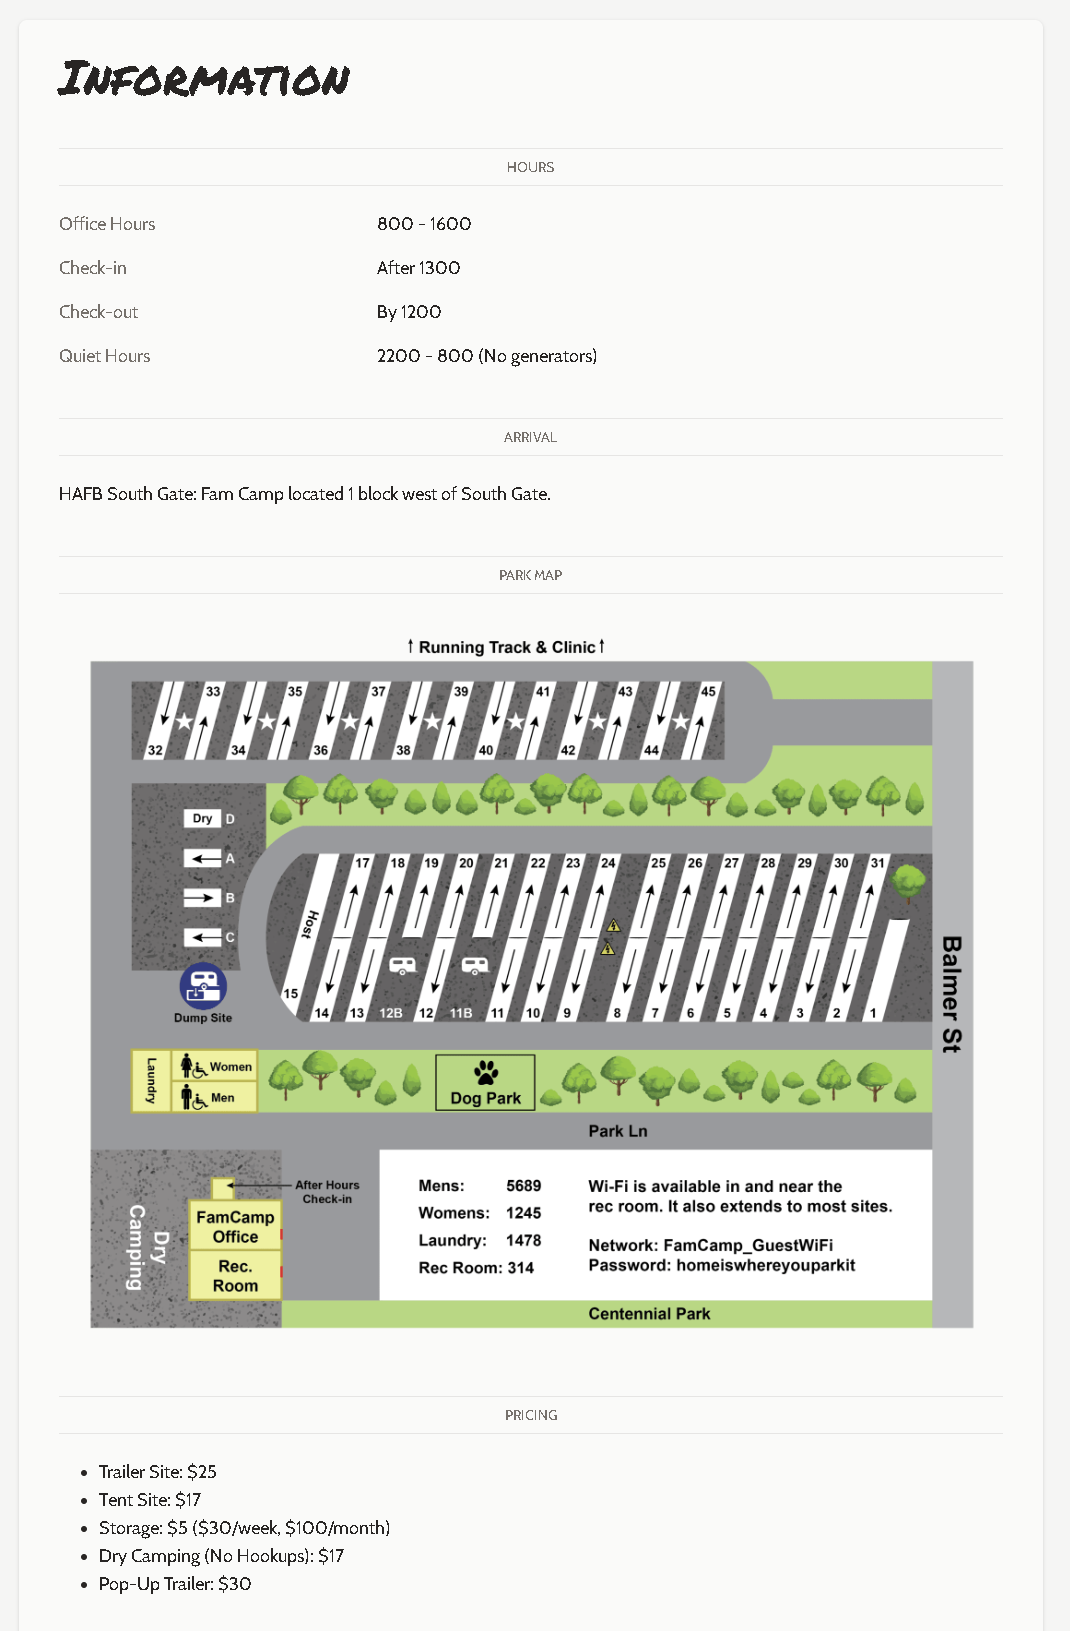 Information
HOURS
Office Hours 800 - 1600
Check-in After 1300
Check-out By 1200
Quiet Hours 2200 - 800 (No generators)
ARRIVAL
HAFB South Gate: Fam Camp located 1 block west of South Gate.
PARK MAP
↑ Running Track & Clinic ↑
33 35 37 39 41 43 45
32 34 36 38 40 42 44
Dry D
A
B
C
Dump Site
17 18 19 20 21 22 23 24 25 26 27 28 29 30 31
Host
15 14 13 12B 12 11B 11 10 9 8 7 6 5 4 3 2 1
Balmer St
Laundry
Women
Men
Dog Park
Park Ln
After Hours
Check-in
FamCamp
Office
Rec.
Room
Dry
Camping
Mens: 5689
Womens: 1245
Laundry: 1478
Rec Room: 314
Wi-Fi is available in and near the
rec room. It also extends to most sites.
Network: FamCamp_GuestWiFi
Password: homeiswhereyouparkit
Centennial Park
PRICING
• Trailer Site: $25
• Tent Site: $17
• Storage: $5 ($30/week, $100/month)
• Dry Camping (No Hookups): $17
• Pop-Up Trailer: $30